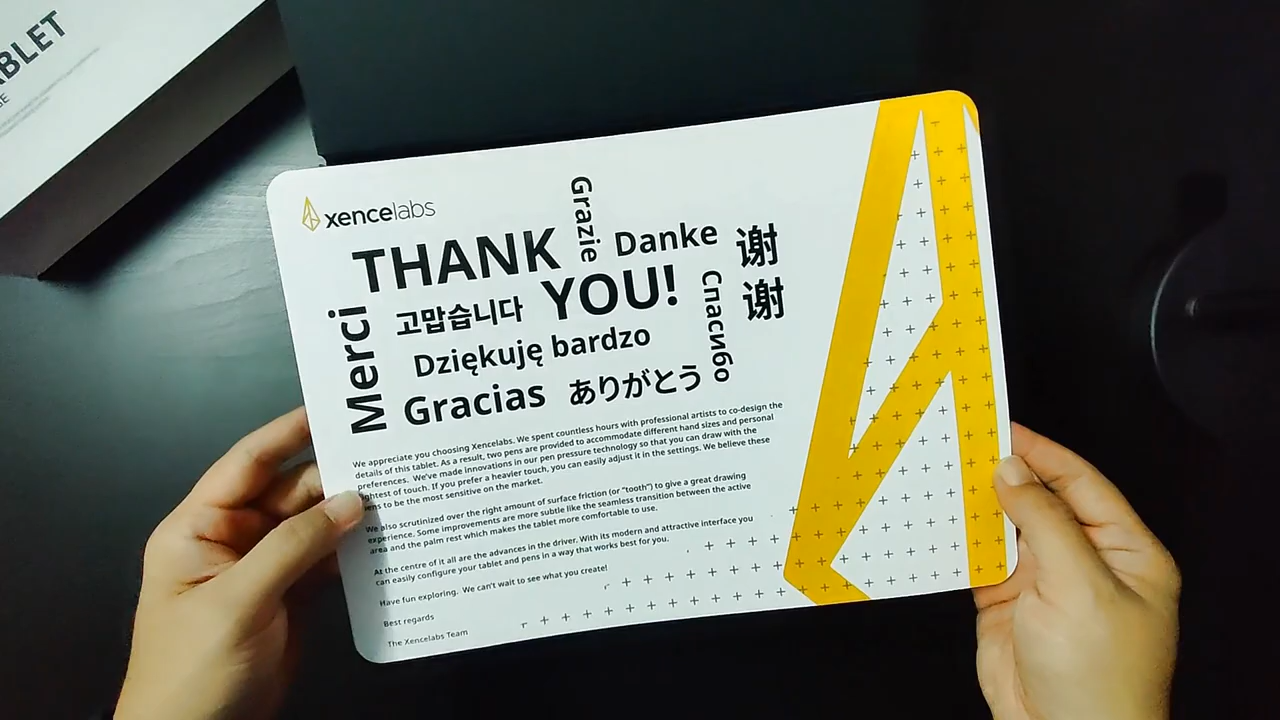 xencelabs
THANK
Grazie
Danke
谢谢
고맙습니다
YOU!
Merci
Спасибо
Dziękuję bardzo
Gracias
ありがとう
We appreciate you choosing Xencelabs. We spent countless hours with professional artists to co-design the
details of this tablet. As a result, two pens are provided to accommodate different hand sizes and personal
preferences. We've made innovations in our pen pressure technology so that you can draw with the
lightest of touch. If you prefer a heavier touch, you can easily adjust it in the settings. We believe these
pens to be the most sensitive on the market.
We also scrutinized over the right amount of surface friction (or "tooth") to give a great drawing
experience. Some improvements are more subtle like the seamless transition between the active
area and the palm rest which makes the tablet more comfortable to use.
At the centre of it all are the advances in the driver. With its modern and attractive interface you
can easily configure your tablet and pens in a way that works best for you.
Have fun exploring. We can't wait to see what you create!
Best regards
The Xencelabs Team